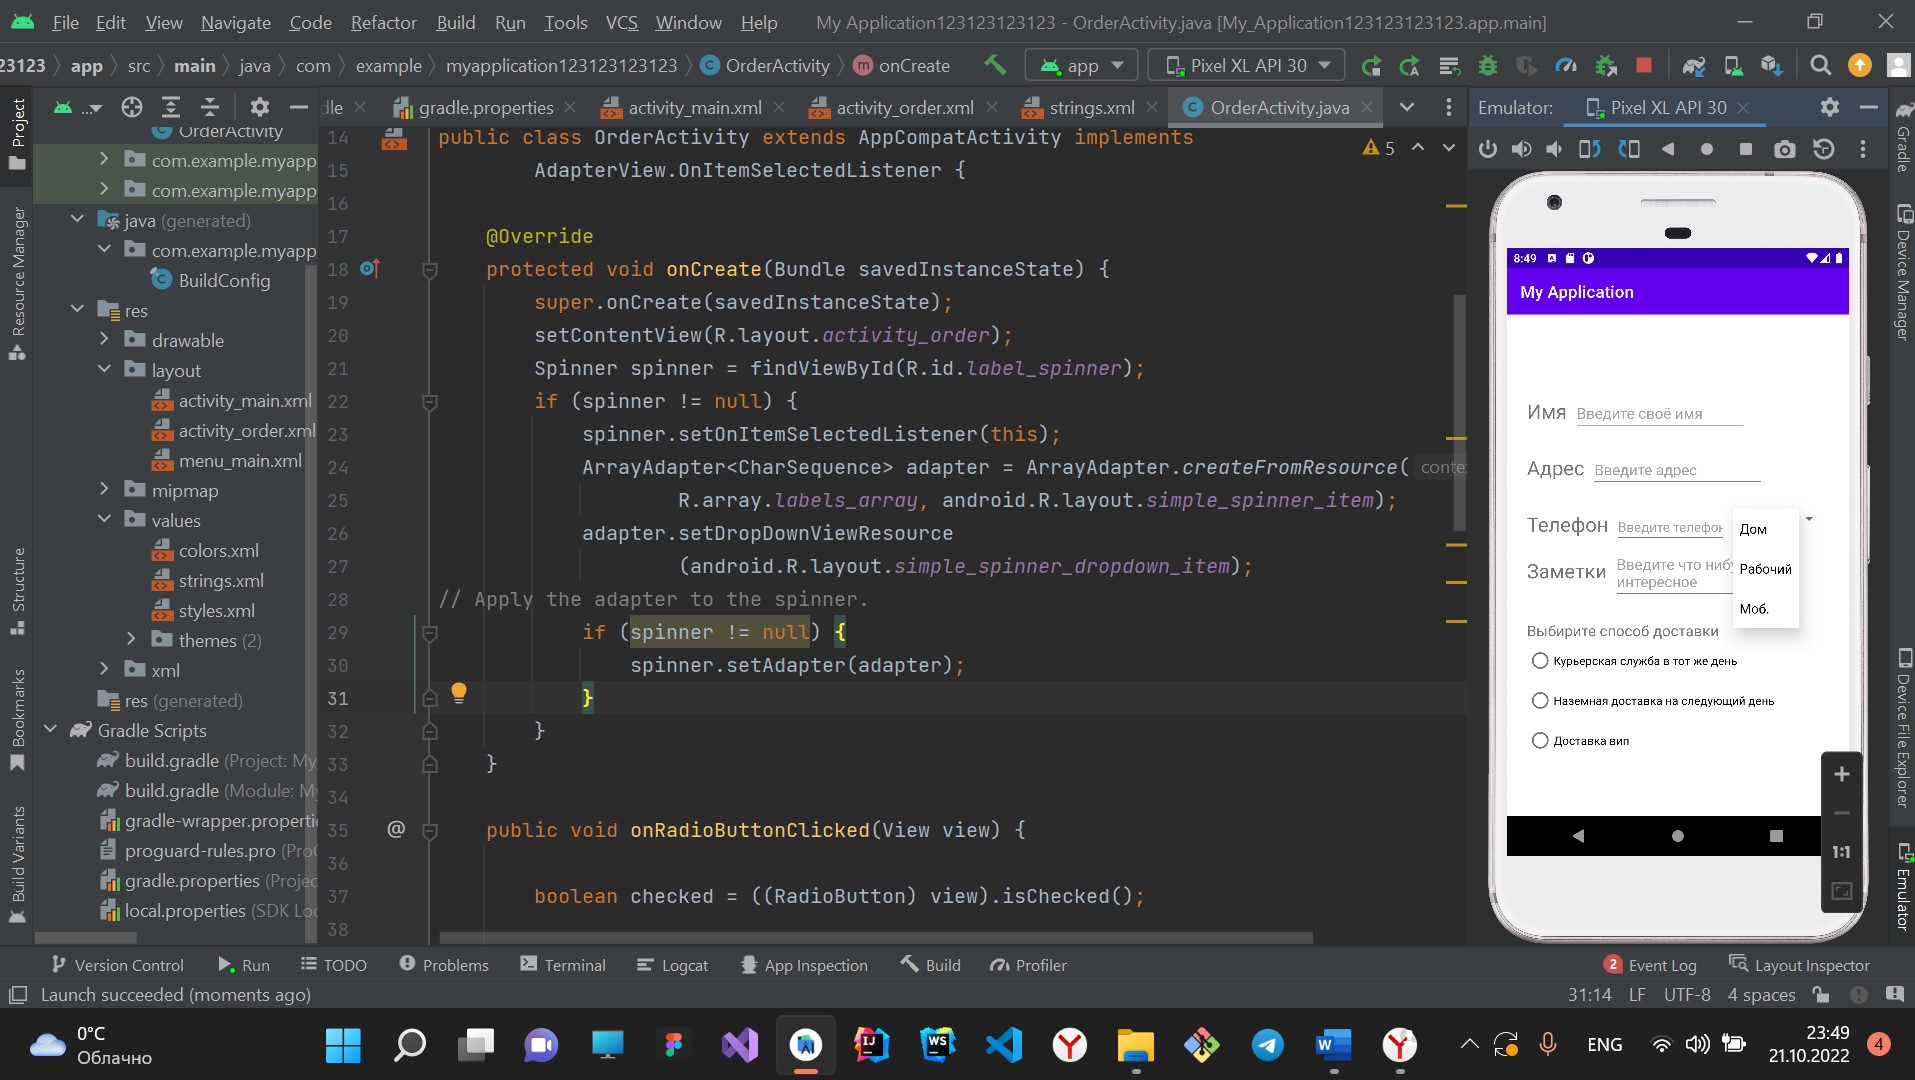 File Edit View Navigate Code Refactor Build Run Tools VCS Window Help My Application123123123123 - OrderActivity.java [My_Application123123123123.app.main]
23123 app src main java com example myapplication123123123123 OrderActivity onCreate app Pixel XL API 30
... dle gradle.properties activity_main.xml activity_order.xml strings.xml OrderActivity.java Emulator: Pixel XL API 30
Project
Resource Manager
Structure
Bookmarks
Build Variants
OrderActivity
com.example.myapp
com.example.myapp
java (generated)
com.example.myapp
BuildConfig
res
drawable
layout
activity_main.xml
activity_order.xml
menu_main.xml
mipmap
values
colors.xml
strings.xml
styles.xml
themes (2)
xml
res (generated)
Gradle Scripts
build.gradle (Project: My
build.gradle (Module: My
gradle-wrapper.properti
proguard-rules.pro (Pro
gradle.properties (Projec
local.properties (SDK Loc
14 public class OrderActivity extends AppCompatActivity implements
5
15 AdapterView.OnItemSelectedListener {
16
17 @Override
18 protected void onCreate(Bundle savedInstanceState) {
19 super.onCreate(savedInstanceState);
20 setContentView(R.layout.activity_order);
21 Spinner spinner = findViewById(R.id.label_spinner);
22 if (spinner != null) {
23 spinner.setOnItemSelectedListener(this);
24 ArrayAdapter<CharSequence> adapter = ArrayAdapter.createFromResource( conte
25 R.array.labels_array, android.R.layout.simple_spinner_item);
26 adapter.setDropDownViewResource
27 (android.R.layout.simple_spinner_dropdown_item);
28 // Apply the adapter to the spinner.
29 if (spinner != null) {
30 spinner.setAdapter(adapter);
31 }
32 }
33 }
34
35 @ public void onRadioButtonClicked(View view) {
36
37 boolean checked = ((RadioButton) view).isChecked();
38
8:49
My Application
Имя Введите своё имя
Адрес Введите адрес
Телефон Введите телефон
Дом
Рабочий
Моб.
Заметки Введите что нибу
интересное
Выбирите способ доставки
Курьерская служба в тот же день
Наземная доставка на следующий день
Доставка вип
1:1
Gradle
Device Manager
Device File Explorer
Emulator
Version Control Run TODO Problems Terminal Logcat App Inspection Build Profiler 2 Event Log Layout Inspector
Launch succeeded (moments ago) 31:14 LF UTF-8 4 spaces
0°C
Облачно
IJ
WS
W
ENG
23:49
21.10.2022
4